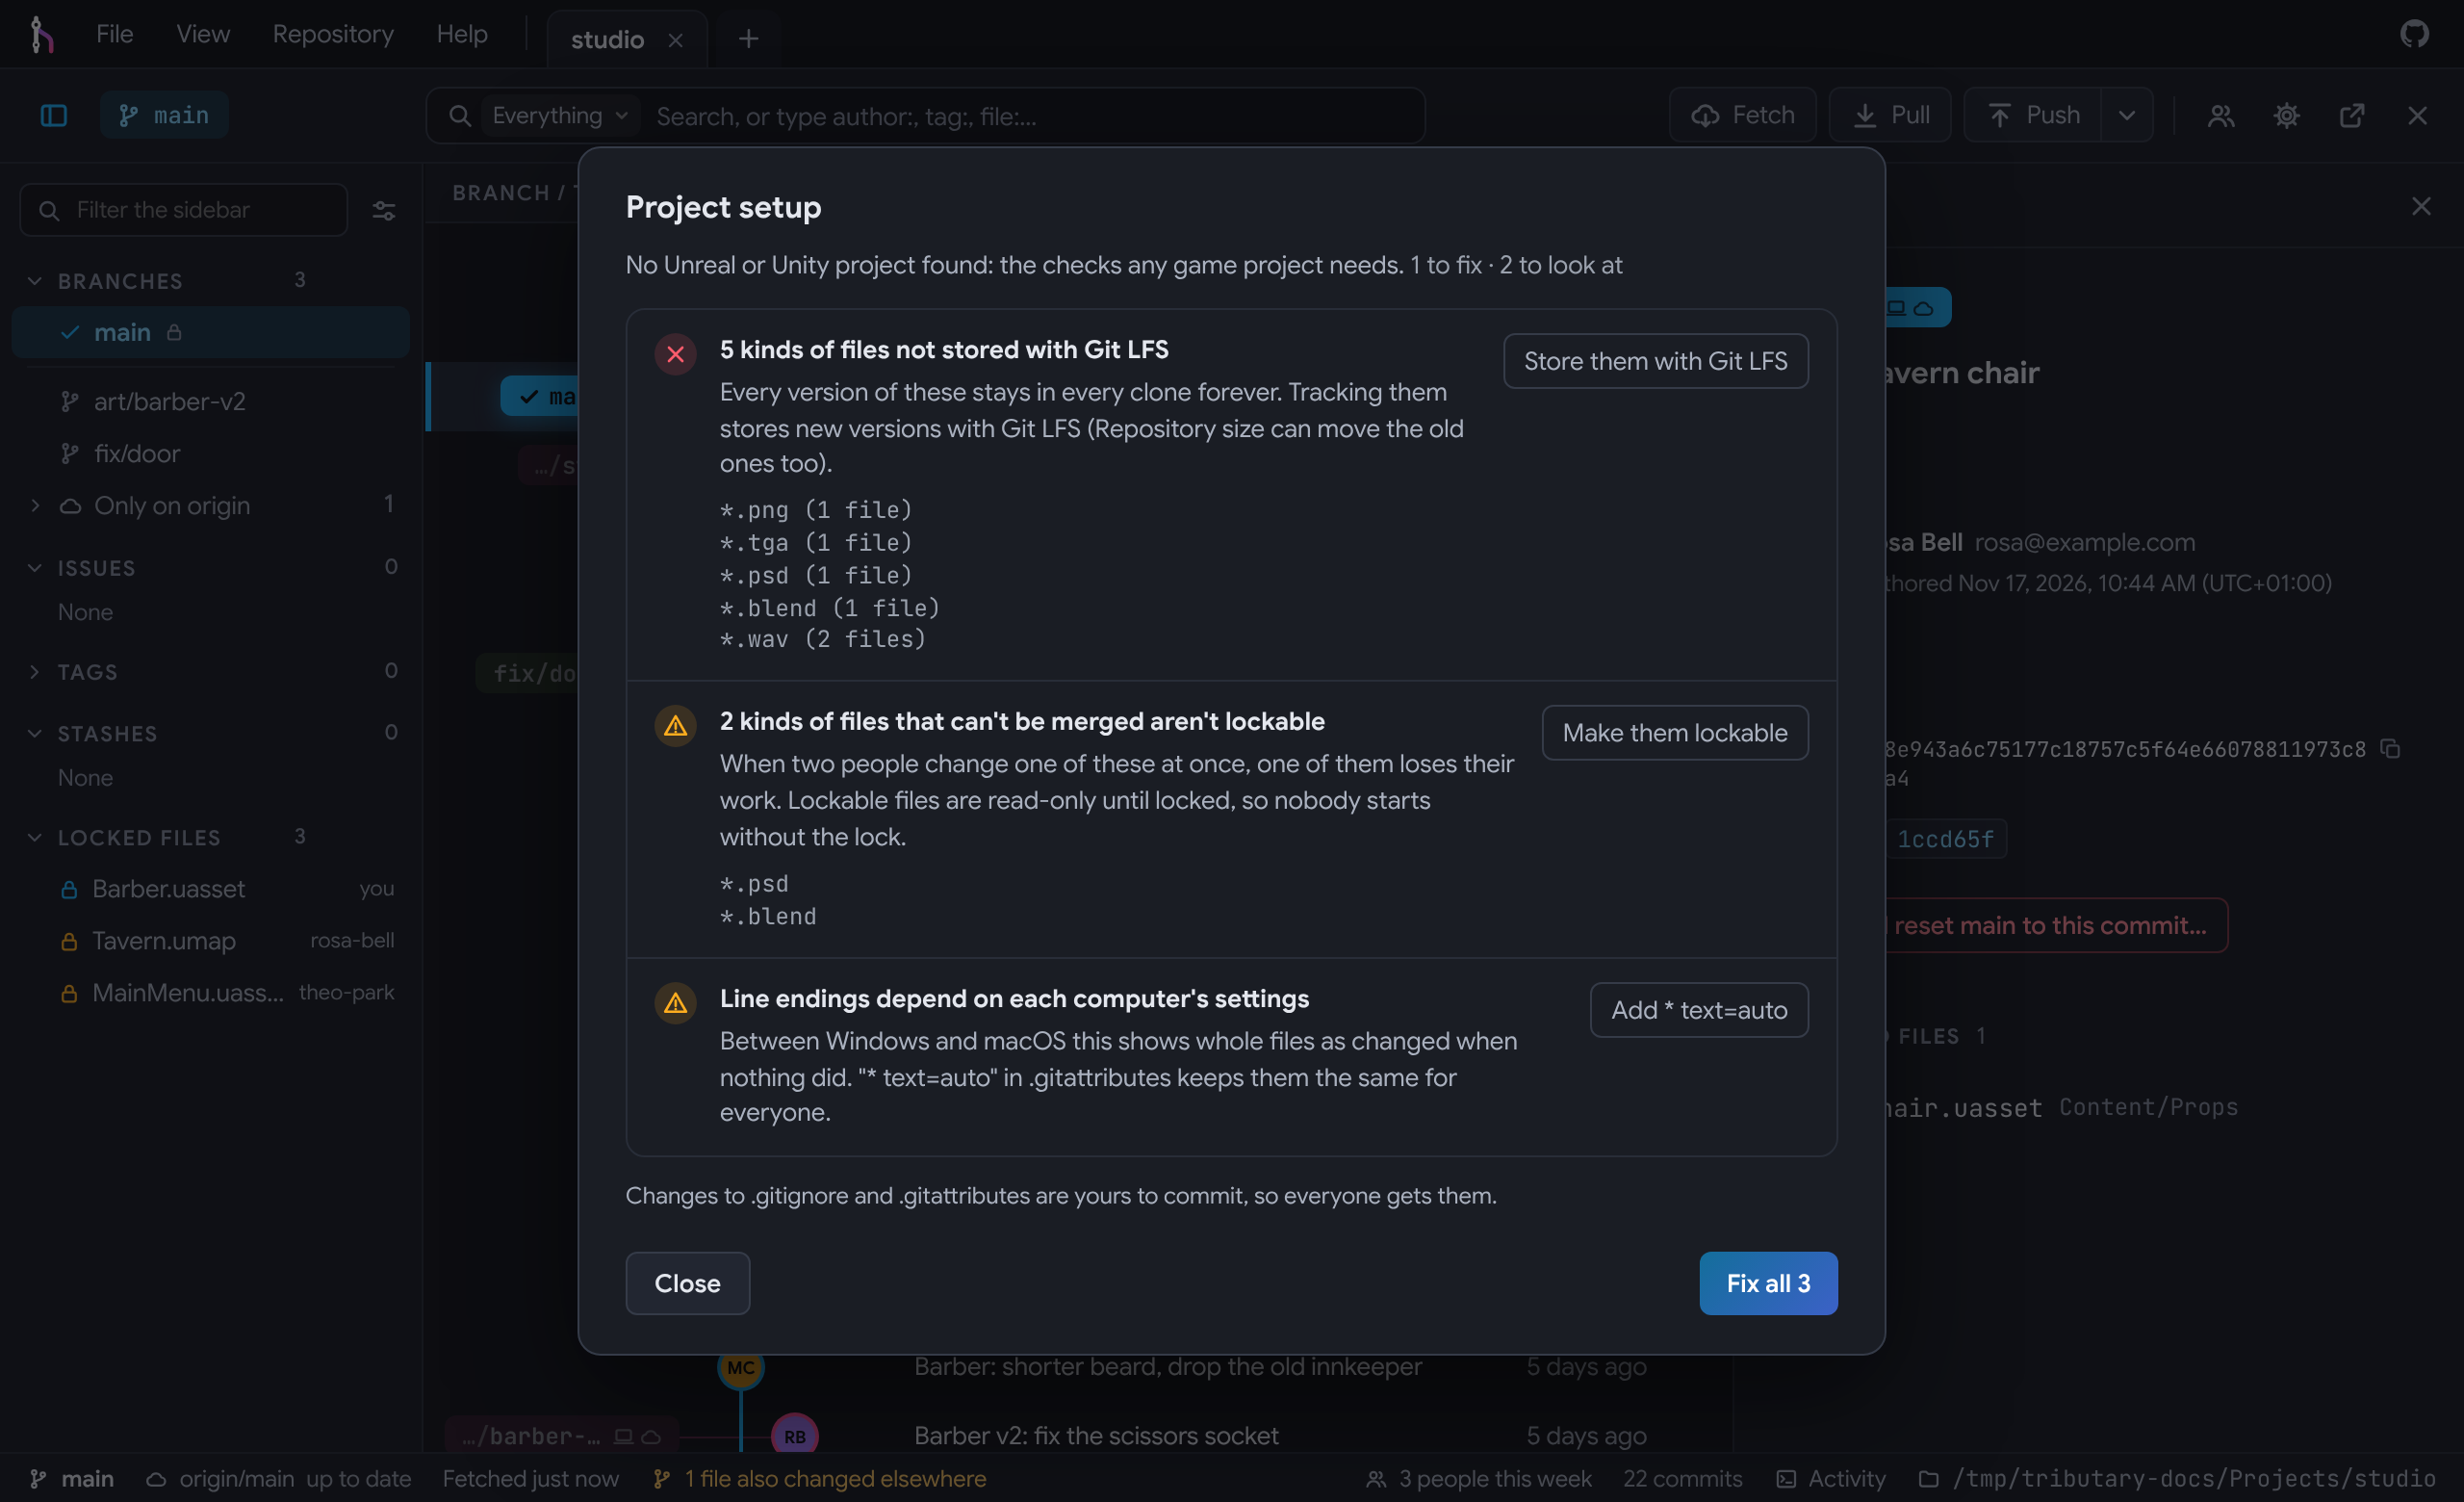 File View Repository Help studio
main Everything Search, or type author:, tag:, file:... Fetch Pull Push
Filter the sidebar
BRANCHES 3
main
art/barber-v2
fix/door
Only on origin 1
ISSUES 0
None
TAGS 0
STASHES 0
None
LOCKED FILES 3
Barber.uasset you
Tavern.umap rosa-bell
MainMenu.uass... theo-park
BRANCH /
ma
.../s
fix/do
Project setup
No Unreal or Unity project found: the checks any game project needs. 1 to fix · 2 to look at
5 kinds of files not stored with Git LFS
Store them with Git LFS
Every version of these stays in every clone forever. Tracking them
stores new versions with Git LFS (Repository size can move the old
ones too).
*.png (1 file)
*.tga (1 file)
*.psd (1 file)
*.blend (1 file)
*.wav (2 files)
2 kinds of files that can't be merged aren't lockable
Make them lockable
When two people change one of these at once, one of them loses their
work. Lockable files are read-only until locked, so nobody starts
without the lock.
*.psd
*.blend
Line endings depend on each computer's settings
Add * text=auto
Between Windows and macOS this shows whole files as changed when
nothing did. "* text=auto" in .gitattributes keeps them the same for
everyone.
Changes to .gitignore and .gitattributes are yours to commit, so everyone gets them.
Close
Fix all 3
avern chair
sa Bell rosa@example.com
thored Nov 17, 2026, 10:44 AM (UTC+01:00)
8e943a6c75177c18757c5f64e66078811973c8
a4
1ccd65f
reset main to this commit...
FILES 1
hair.uasset Content/Props
MC Barber: shorter beard, drop the old innkeeper 5 days ago
.../barber-... RB Barber v2: fix the scissors socket 5 days ago
main origin/main up to date Fetched just now 1 file also changed elsewhere 3 people this week 22 commits Activity /tmp/tributary-docs/Projects/studio